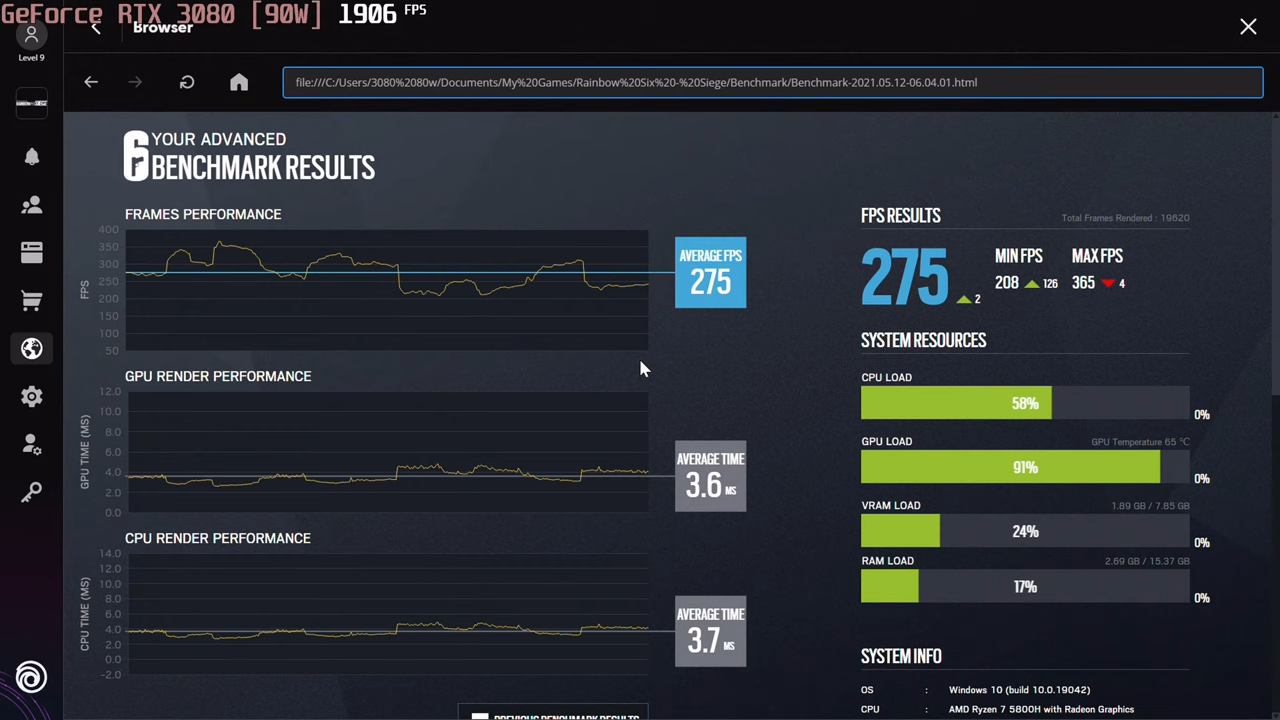 GeForce RTX 3080 [90W] 1906 FPS
Browser
Level 9
file:///C:/Users/3080%2080w/Documents/My%20Games/Rainbow%20Six%20-%20Siege/Benchmark/Benchmark-2021.05.12-06.04.01.html
YOUR ADVANCED
BENCHMARK RESULTS
FRAMES PERFORMANCE
400
350
300
250
200
150
100
50
FPS
AVERAGE FPS
275
GPU RENDER PERFORMANCE
12.0
10.0
8.0
6.0
4.0
2.0
0.0
GPU TIME (MS)
AVERAGE TIME
3.6 MS
CPU RENDER PERFORMANCE
14.0
12.0
10.0
8.0
6.0
4.0
2.0
0.0
-2.0
CPU TIME (MS)
AVERAGE TIME
3.7 MS
PREVIOUS BENCHMARK RESULTS
FPS RESULTS
Total Frames Rendered : 19620
275 2
MIN FPS
208 126
MAX FPS
365 4
SYSTEM RESOURCES
CPU LOAD
58% 0%
GPU LOAD GPU Temperature 65 °C
91% 0%
VRAM LOAD 1.89 GB / 7.85 GB
24% 0%
RAM LOAD 2.69 GB / 15.37 GB
17% 0%
SYSTEM INFO
OS : Windows 10 (build 10.0.19042)
CPU : AMD Ryzen 7 5800H with Radeon Graphics